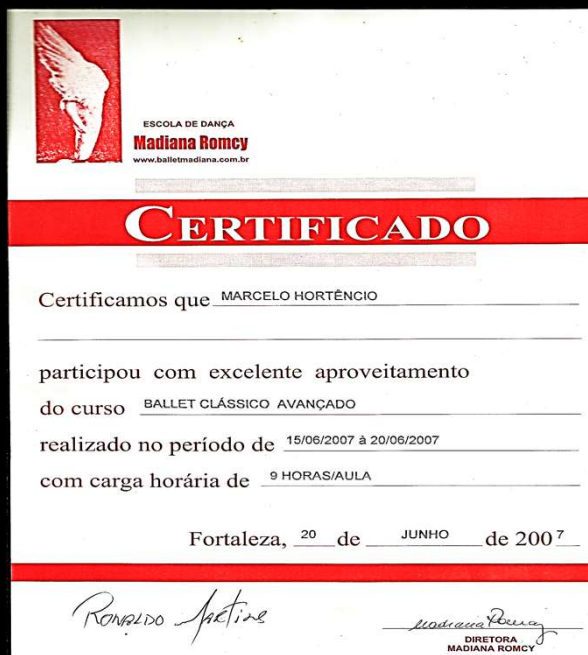 ESCOLA DE DANÇA
Madiana Romcy
www.balletmadiana.com.br
CERTIFICADO
Certificamos que MARCELO HORTÊNCIO
participou com excelente aproveitamento
do curso BALLET CLÁSSICO AVANÇADO
realizado no período de 15/06/2007 à 20/06/2007
com carga horária de 9 HORAS/AULA
Fortaleza, 20 de JUNHO de 2007
Ronaldo Martins
Madiana Romcy
DIRETORA
MADIANA ROMCY